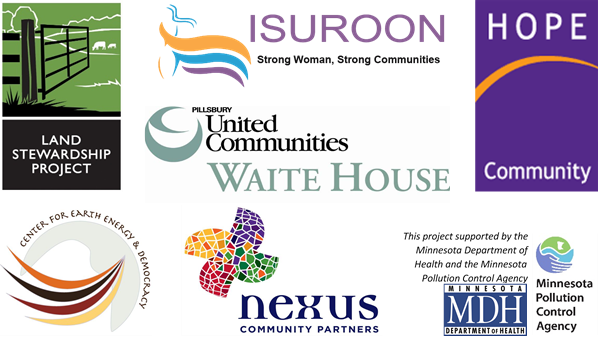 ISUROON
Strong Woman, Strong Communities
HOPE
Community
LAND
STEWARDSHIP
PROJECT
PILLSBURY
United
Communities
WAITE HOUSE
CENTER FOR EARTH ENERGY & DEMOCRACY
nexus
COMMUNITY PARTNERS
This project supported by the
Minnesota Department of
Health and the Minnesota
Pollution Control Agency
MINNESOTA
MDH
DEPARTMENT OF HEALTH
Minnesota
Pollution
Control
Agency